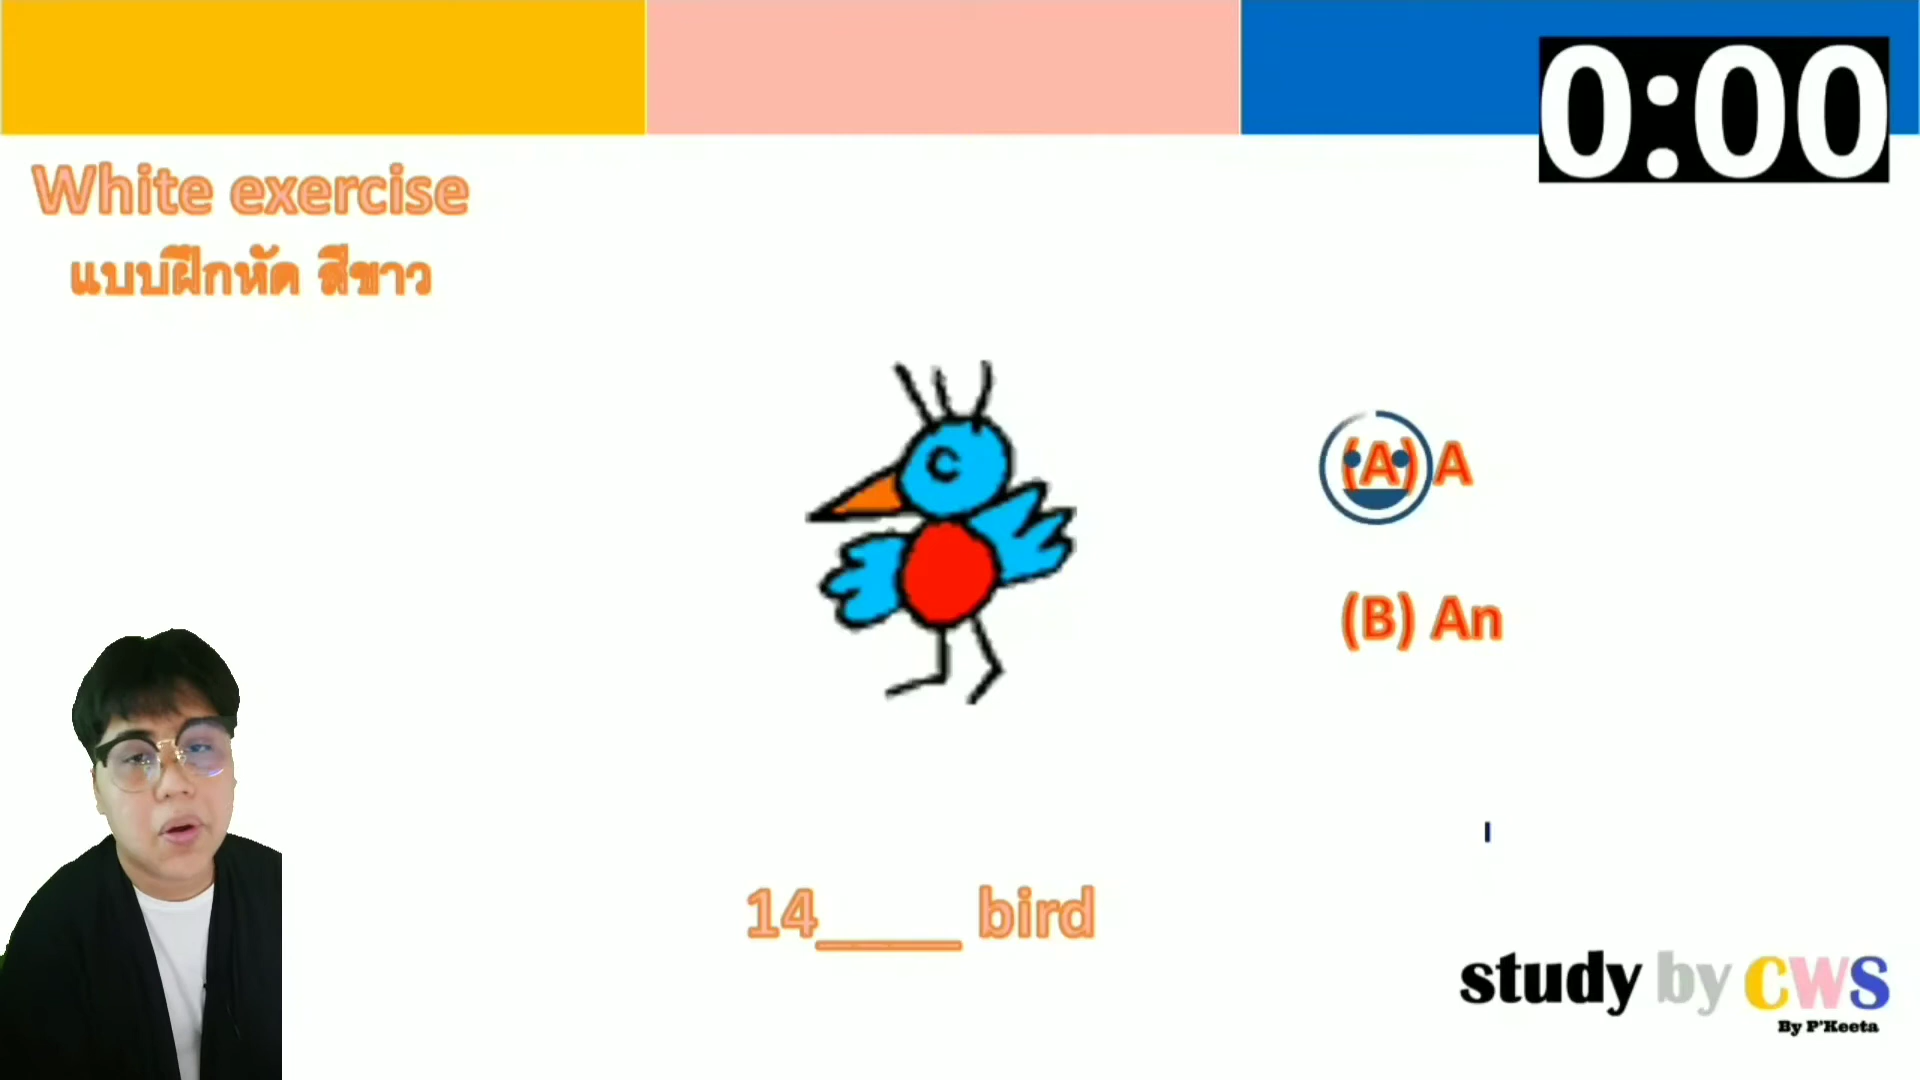 0:00
White exercise
แบบฝึกหัด สีขาว
(A) A
(B) An
14____ bird
study by CWS
By P'Keeta